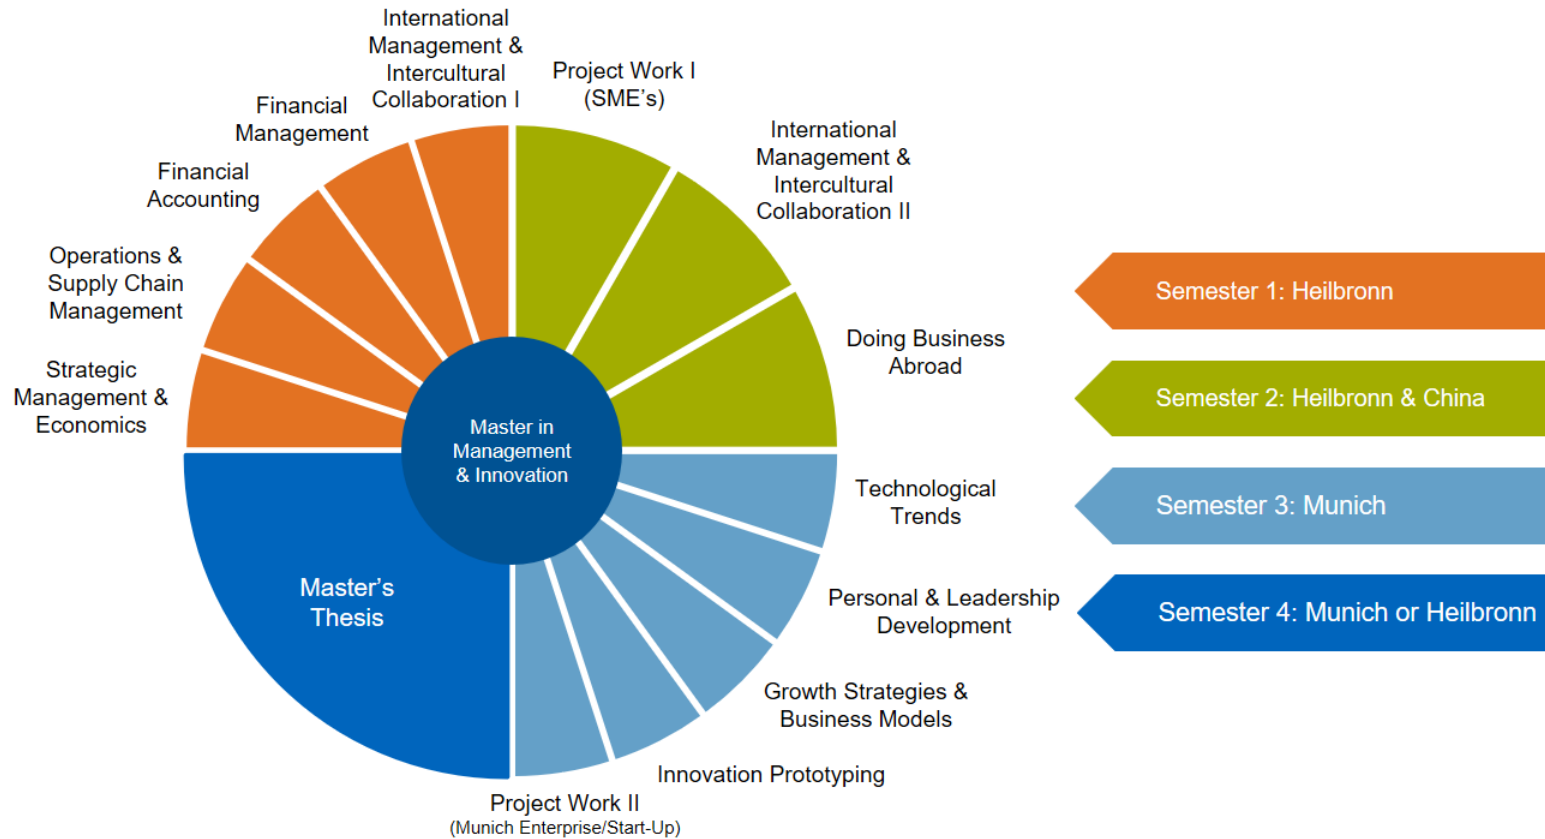 International
Management &
Intercultural
Collaboration I
Project Work I
(SME's)
Financial
Management
International
Management &
Intercultural
Collaboration II
Financial
Accounting
Operations &
Supply Chain
Management
Strategic
Management &
Economics
Doing Business
Abroad
Master in
Management
& Innovation
Technological
Trends
Master's
Thesis
Personal & Leadership
Development
Growth Strategies &
Business Models
Innovation Prototyping
Project Work II
(Munich Enterprise/Start-Up)
Semester 1: Heilbronn
Semester 2: Heilbronn & China
Semester 3: Munich
Semester 4: Munich or Heilbronn